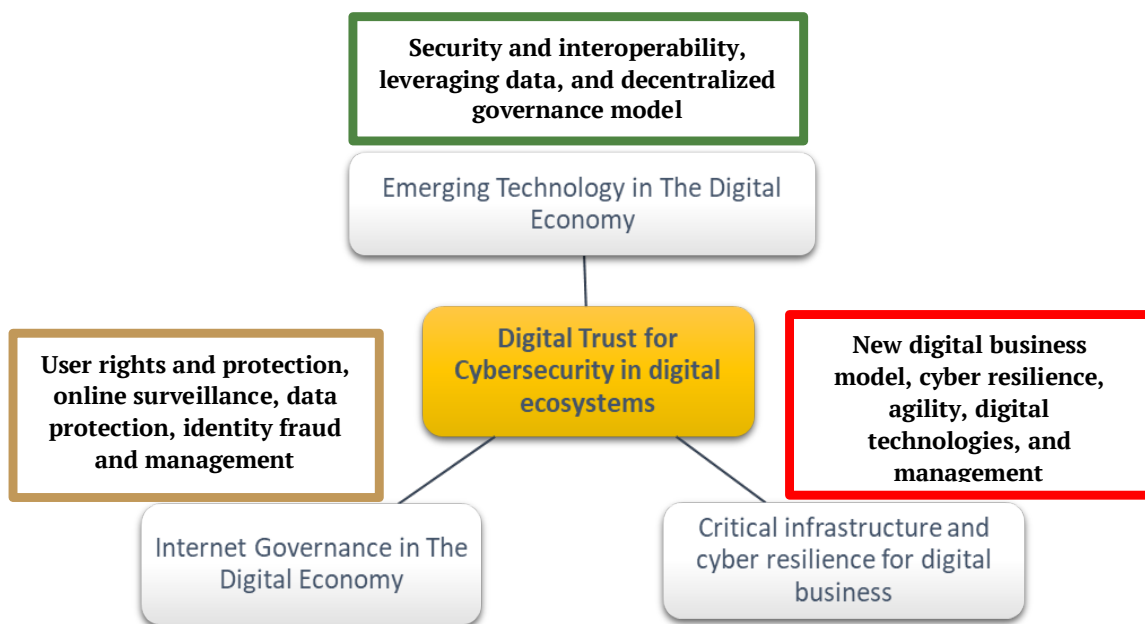 Security and interoperability,
leveraging data, and decentralized
governance model
Emerging Technology in The Digital
Economy
Digital Trust for
Cybersecurity in digital
ecosystems
User rights and protection,
online surveillance, data
protection, identity fraud
and management
New digital business
model, cyber resilience,
agility, digital
technologies, and
management
Internet Governance in The
Digital Economy
Critical infrastructure and
cyber resilience for digital
business